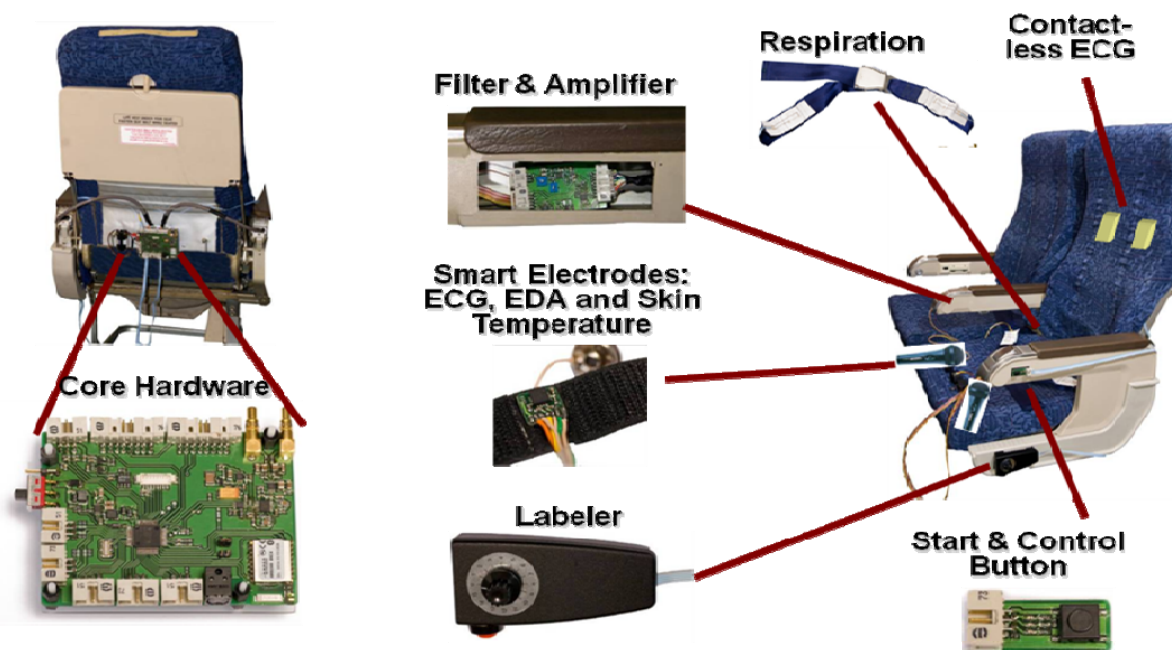 Respiration
Contact-
less ECG
Filter & Amplifier
Smart Electrodes:
ECG, EDA and Skin
Temperature
Core Hardware
Labeler
Start & Control
Button
73